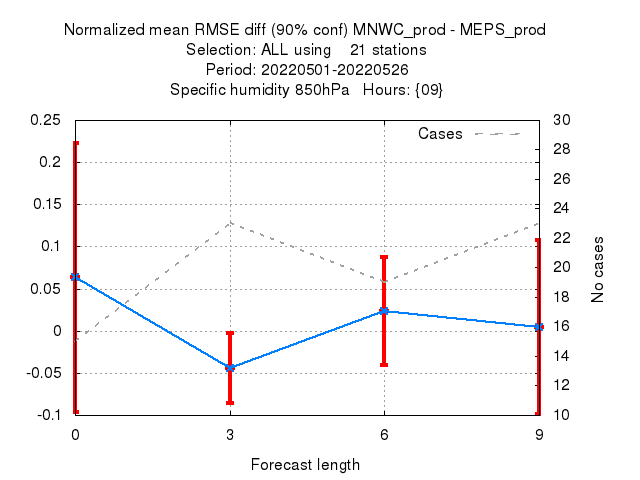 Normalized mean RMSE diff (90% conf) MNWC_prod - MEPS_prod
Selection: ALL using    21 stations
Period: 20220501-20220526
Specific humidity 850hPa   Hours: {09}
Cases
0.25
0.2
0.15
0.1
0.05
0
-0.05
-0.1
30
28
26
24
22
20
18
16
14
12
10
No cases
0 3 6 9
Forecast length